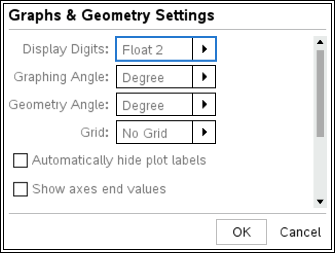 Graphs & Geometry Settings
Display Digits: Float 2
Graphing Angle: Degree
Geometry Angle: Degree
Grid: No Grid
Automatically hide plot labels
Show axes end values
OK Cancel